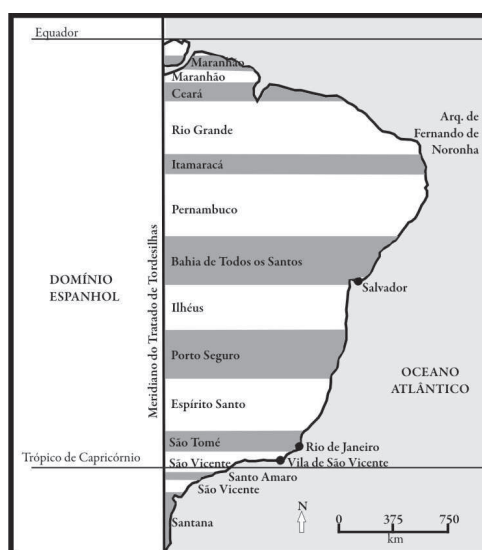 Equador
Maranhão
Maranhão
Ceará
Arq. de
Fernando de
Noronha
Rio Grande
Itamaracá
Pernambuco
Meridiano do Tratado de Tordesilhas
DOMÍNIO
ESPANHOL
Bahia de Todos os Santos
Salvador
Ilhéus
Porto Seguro
OCEANO
ATLÂNTICO
Espírito Santo
São Tomé
Rio de Janeiro
Trópico de Capricórnio
São Vicente
Vila de São Vicente
Santo Amaro
São Vicente
Santana
N
0 375 750
km